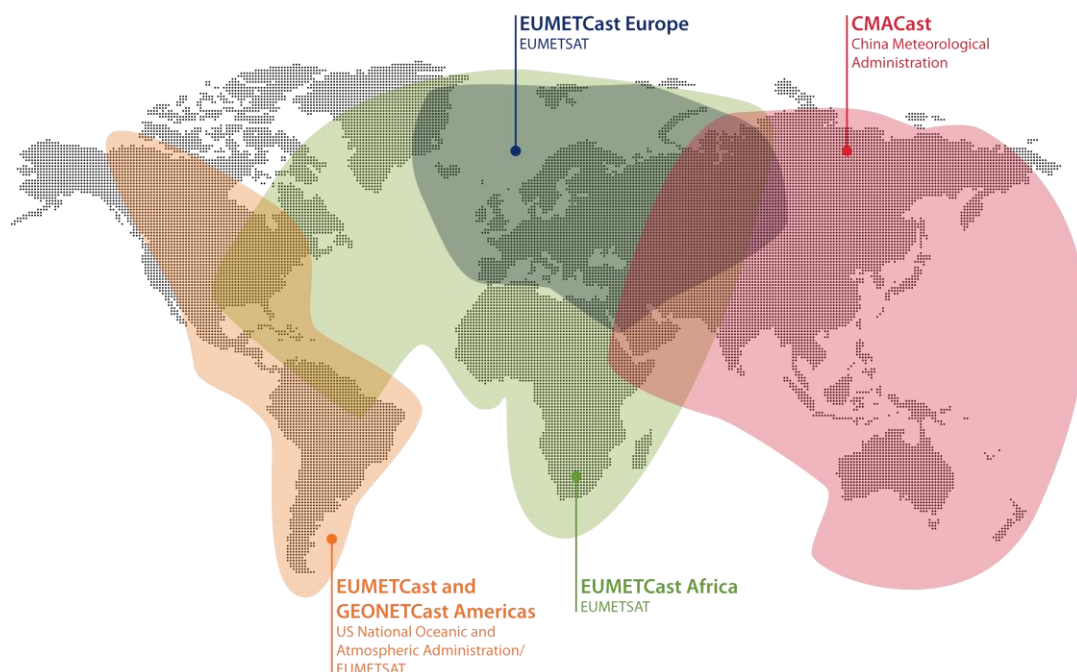 EUMETCast Europe
EUMETSAT
CMACast
China Meteorological
Administration
EUMETCast and
GEONETCast Americas
US National Oceanic and
Atmospheric Administration/
EUMETSAT
EUMETCast Africa
EUMETSAT